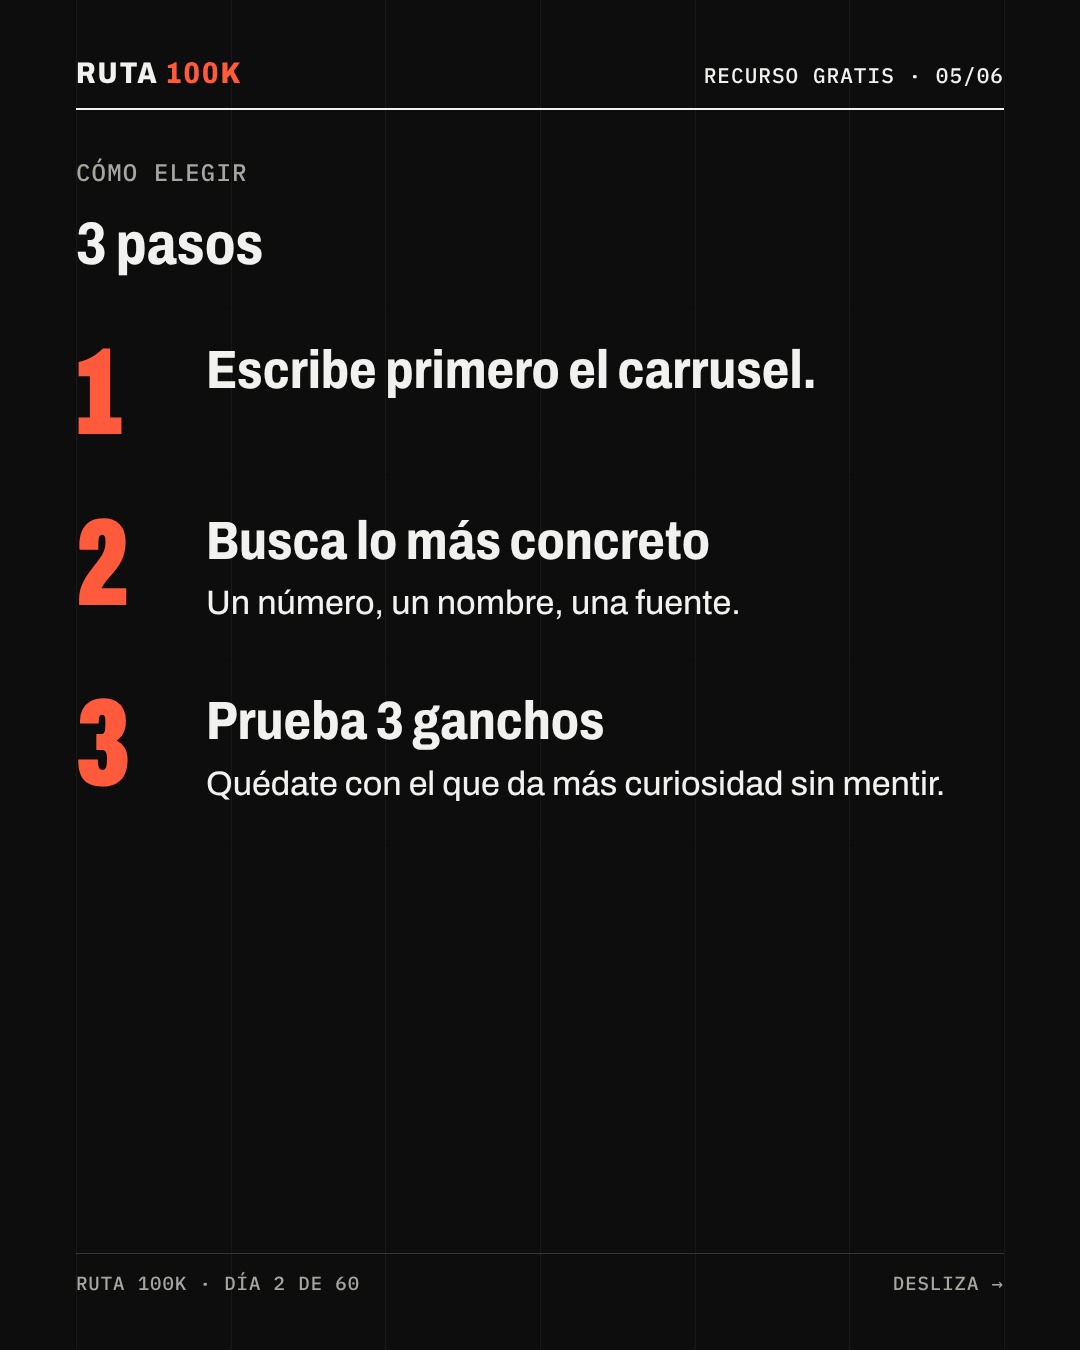 RUTA 100K
RECURSO GRATIS · 05/06
CÓMO ELEGIR
3 pasos
1
Escribe primero el carrusel.
2
Busca lo más concreto
Un número, un nombre, una fuente.
3
Prueba 3 ganchos
Quédate con el que da más curiosidad sin mentir.
RUTA 100K · DÍA 2 DE 60
DESLIZA →